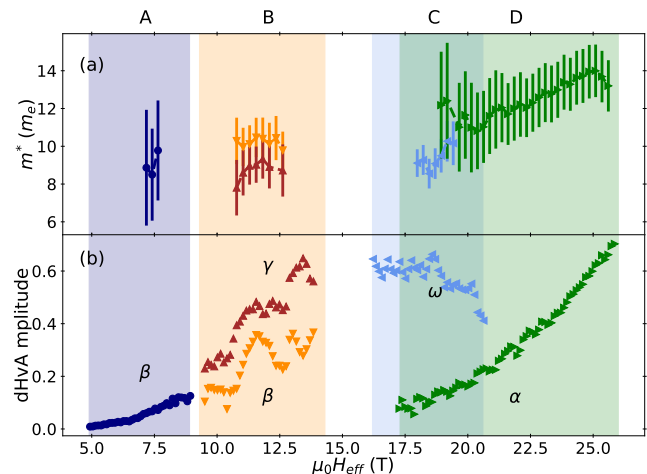 A B C D
(a)
14
12
10
8
6
m* (mₑ)
(b)
γ
ω
β
β
α
0.6
0.4
0.2
0.0
dHvA amplitude
5.0 7.5 10.0 12.5 15.0 17.5 20.0 22.5 25.0
μ₀H_eff (T)